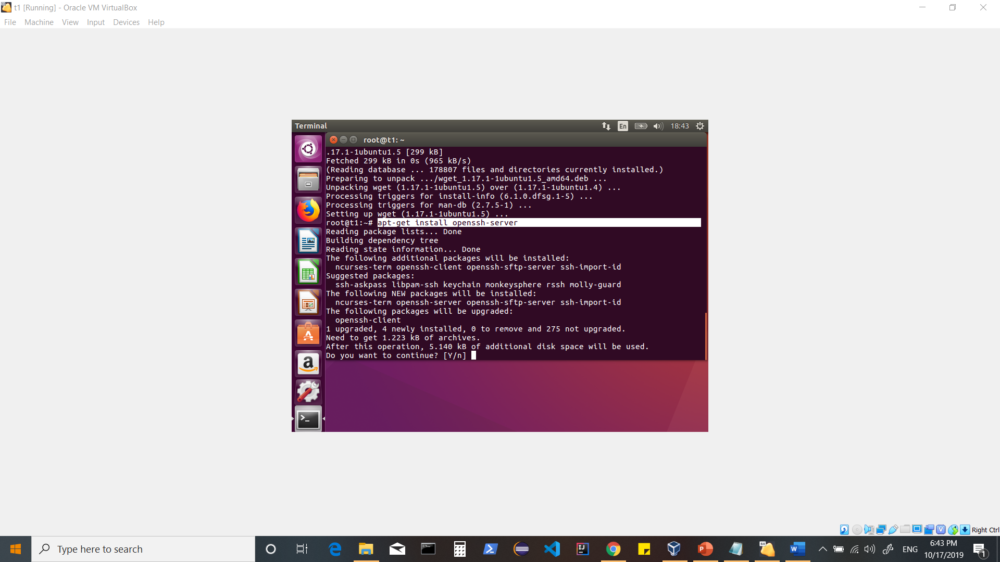 t1 [Running] - Oracle VM VirtualBox
File Machine View Input Devices Help
Terminal En 18:43
root@t1: ~
.17.1-1ubuntu1.5 [299 kB]
Fetched 299 kB in 0s (965 kB/s)
(Reading database ... 178807 files and directories currently installed.)
Preparing to unpack .../wget_1.17.1-1ubuntu1.5_amd64.deb ...
Unpacking wget (1.17.1-1ubuntu1.5) over (1.17.1-1ubuntu1.4) ...
Processing triggers for install-info (6.1.0.dfsg.1-5) ...
Processing triggers for man-db (2.7.5-1) ...
Setting up wget (1.17.1-1ubuntu1.5) ...
root@t1:~# apt-get install openssh-server
Reading package lists... Done
Building dependency tree
Reading state information... Done
The following additional packages will be installed:
ncurses-term openssh-client openssh-sftp-server ssh-import-id
Suggested packages:
ssh-askpass libpam-ssh keychain monkeysphere rssh molly-guard
The following NEW packages will be installed:
ncurses-term openssh-server openssh-sftp-server ssh-import-id
The following packages will be upgraded:
openssh-client
1 upgraded, 4 newly installed, 0 to remove and 275 not upgraded.
Need to get 1.223 kB of archives.
After this operation, 5.140 kB of additional disk space will be used.
Do you want to continue? [Y/n]
Right Ctrl
Type here to search
ENG
6:43 PM
10/17/2019
1